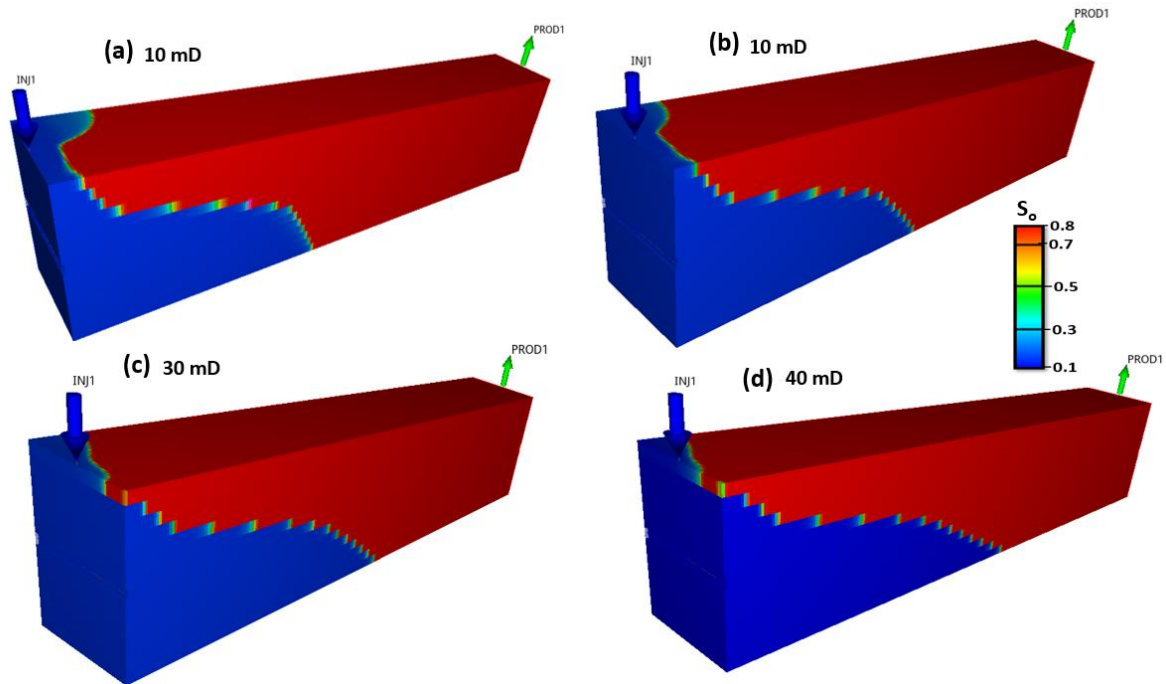 (a) 10 mD
INJ1
PROD1
(b) 10 mD
INJ1
PROD1
So
0.8
0.7
0.5
0.3
0.1
(c) 30 mD
INJ1
PROD1
(d) 40 mD
INJ1
PROD1